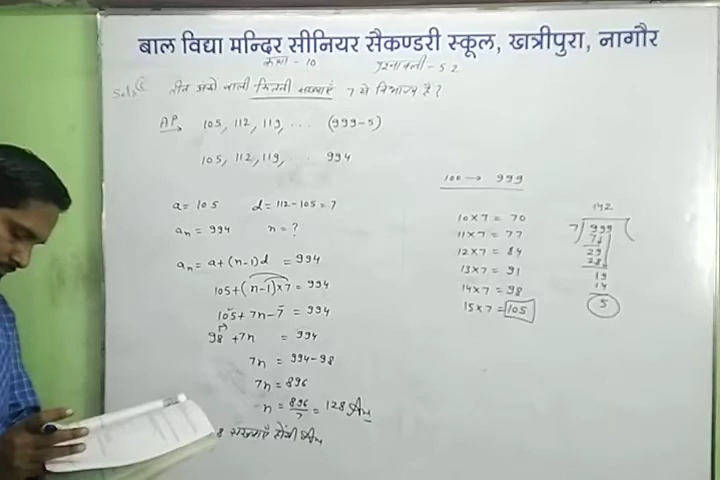 बाल विद्या मन्दिर सीनियर सैकण्डरी स्कूल, खत्रीपुरा, नागौर
कक्षा - 10 प्रश्नावली - 5.2
तीन अंको वाली कितनी संख्याएँ 7 से विभाज्य है?
AP 105, 112, 119, ... (999-5)
105, 112, 119, ... 994
a = 105 d = 112-105 = 7
an = 994 n = ?
an = a+(n-1)d = 994
105+(n-1)×7 = 994
105+7n-7 = 994
98+7n = 994
7n = 994-98
7n = 896
n = 896/7 = 128 Ans
8 संख्याएँ होंगी Ans
100 → 999
10×7 = 70
11×7 = 77
12×7 = 84
13×7 = 91
14×7 = 98
15×7 = 105
142
7) 999
7
29
28
19
14
5